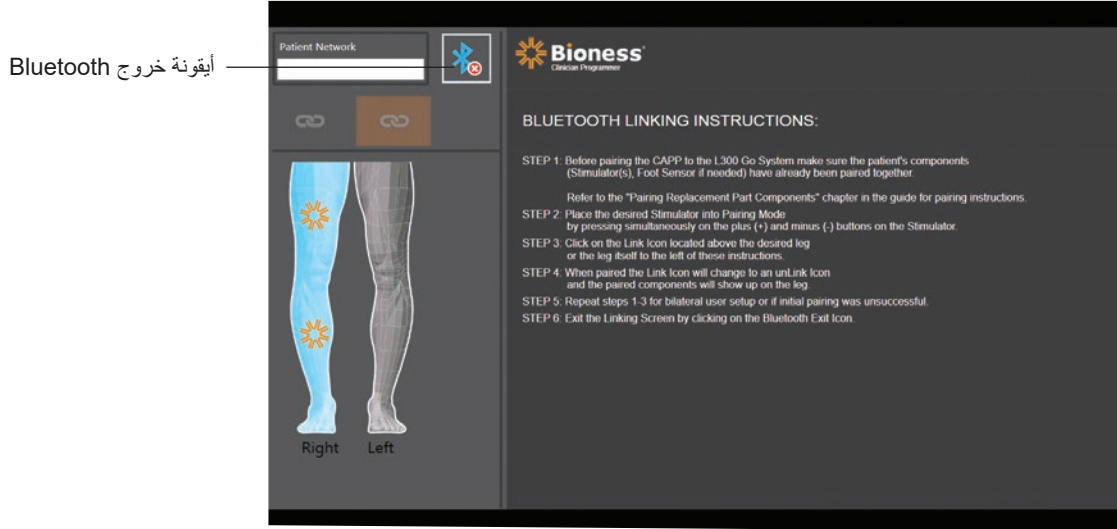 أيقونة خروج Bluetooth
Patient Network
Bioness
Clinician Programmer
BLUETOOTH LINKING INSTRUCTIONS:
STEP 1: Before pairing the CAPP to the L300 Go System make sure the patient's components
(Stimulator(s), Foot Sensor if needed) have already been paired together.
Refer to the "Pairing Replacement Part Components" chapter in the guide for pairing instructions.
STEP 2: Place the desired Stimulator into Pairing Mode
by pressing simultaneously on the plus (+) and minus (-) buttons on the Stimulator.
STEP 3: Click on the Link Icon located above the desired leg
or the leg itself to the left of these instructions.
STEP 4: When paired the Link Icon will change to an unLink Icon
and the paired components will show up on the leg.
STEP 5: Repeat steps 1-3 for bilateral user setup or if initial pairing was unsuccessful.
STEP 6: Exit the Linking Screen by clicking on the Bluetooth Exit Icon.
Right Left